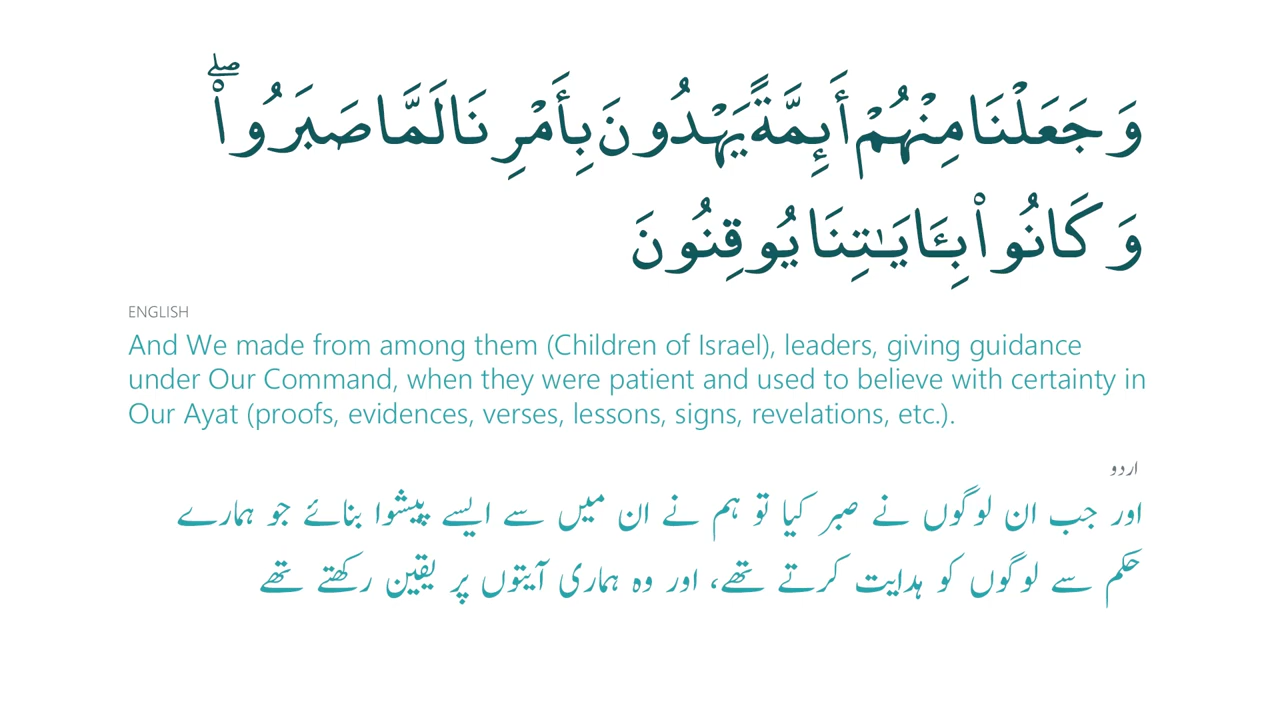 وَجَعَلْنَا مِنْهُمْ أَئِمَّةً يَهْدُونَ بِأَمْرِنَا لَمَّا صَبَرُوا۟ ۖ
وَكَانُوا۟ بِـَٔايَـٰتِنَا يُوقِنُونَ
ENGLISH
And We made from among them (Children of Israel), leaders, giving guidance
under Our Command, when they were patient and used to believe with certainty in
Our Ayat (proofs, evidences, verses, lessons, signs, revelations, etc.).
اردو
اور جب ان لوگوں نے صبر کیا تو ہم نے ان میں سے ایسے پیشوا بنائے جو ہمارے
حکم سے لوگوں کو ہدایت کرتے تھے، اور وہ ہماری آیتوں پر یقین رکھتے تھے